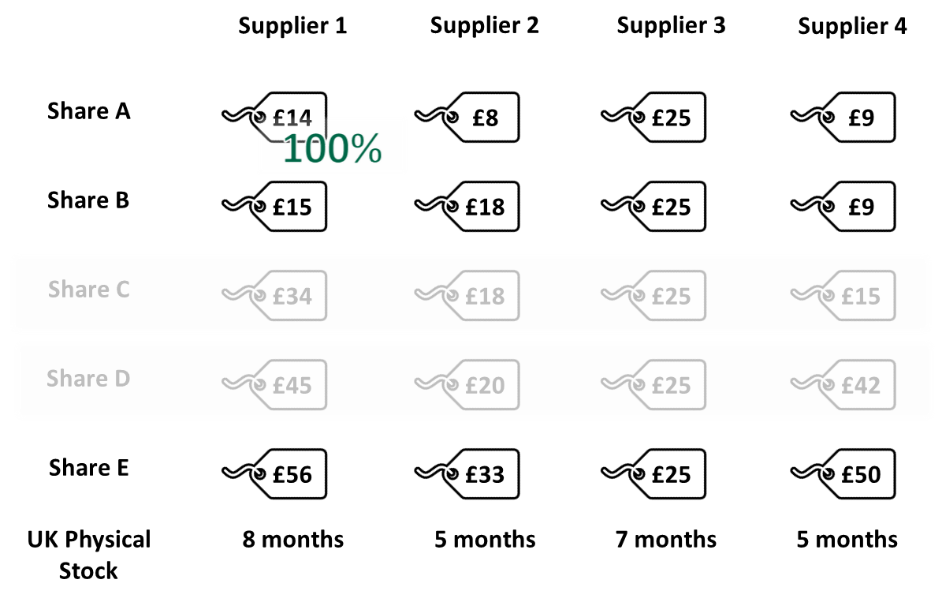 Supplier 1 Supplier 2 Supplier 3 Supplier 4
Share A £14 £8 £25 £9
100%
Share B £15 £18 £25 £9
Share C £34 £18 £25 £15
Share D £45 £20 £25 £42
Share E £56 £33 £25 £50
UK Physical 8 months 5 months 7 months 5 months
Stock